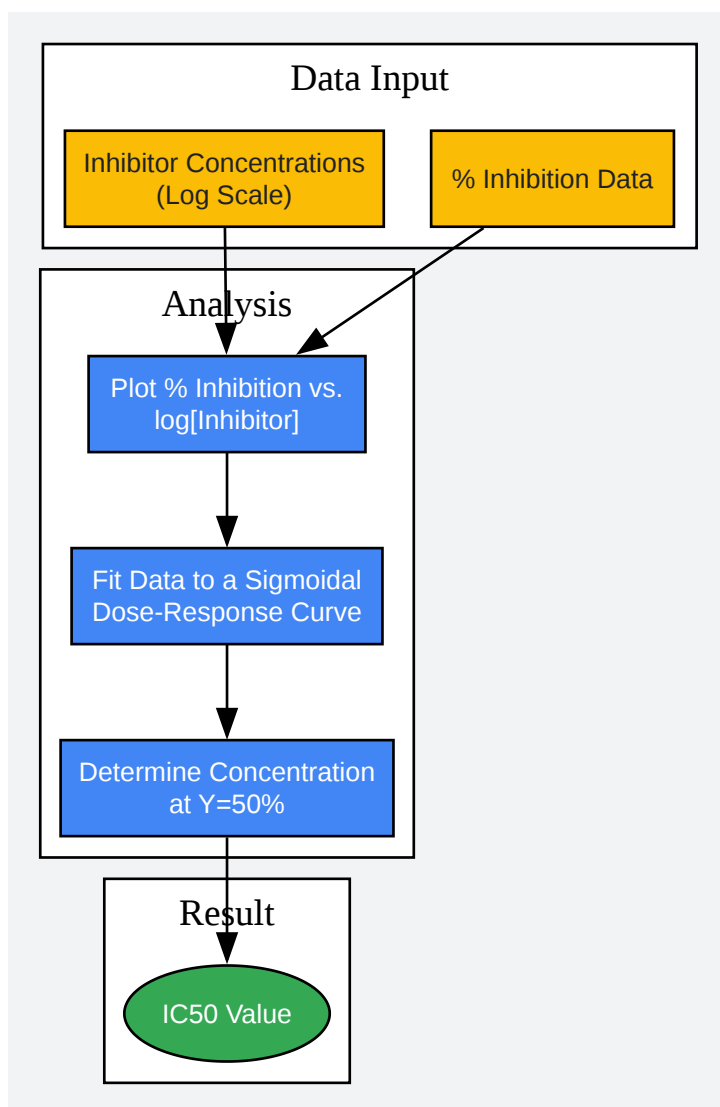 Data Input
Inhibitor Concentrations
(Log Scale)
% Inhibition Data
Analysis
Plot % Inhibition vs.
log[Inhibitor]
Fit Data to a Sigmoidal
Dose-Response Curve
Determine Concentration
at Y=50%
Result
IC50 Value